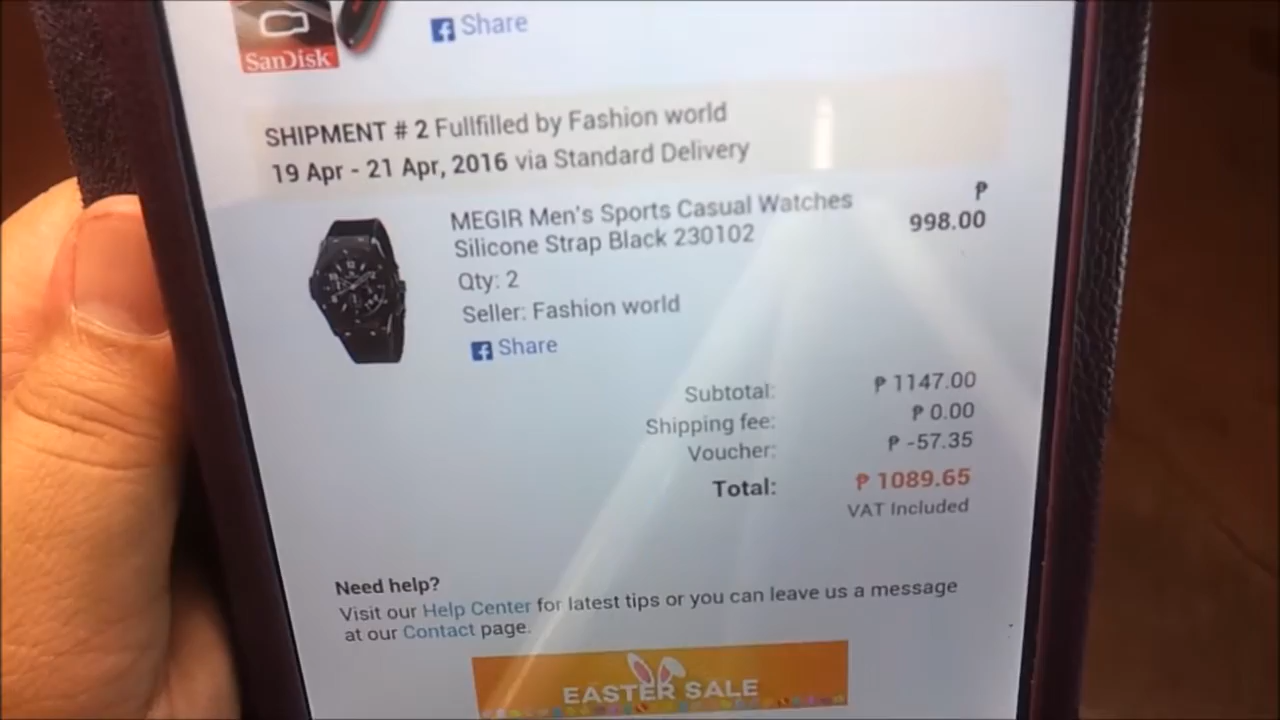 Share
SanDisk
SHIPMENT # 2 Fullfilled by Fashion world
19 Apr - 21 Apr, 2016 via Standard Delivery
MEGIR Men's Sports Casual Watches
Silicone Strap Black 230102
₱
998.00
Qty: 2
Seller: Fashion world
Share
Subtotal: ₱ 1147.00
Shipping fee: ₱ 0.00
Voucher: ₱ -57.35
Total: ₱ 1089.65
VAT Included
Need help?
Visit our Help Center for latest tips or you can leave us a message
at our Contact page.
EASTER SALE